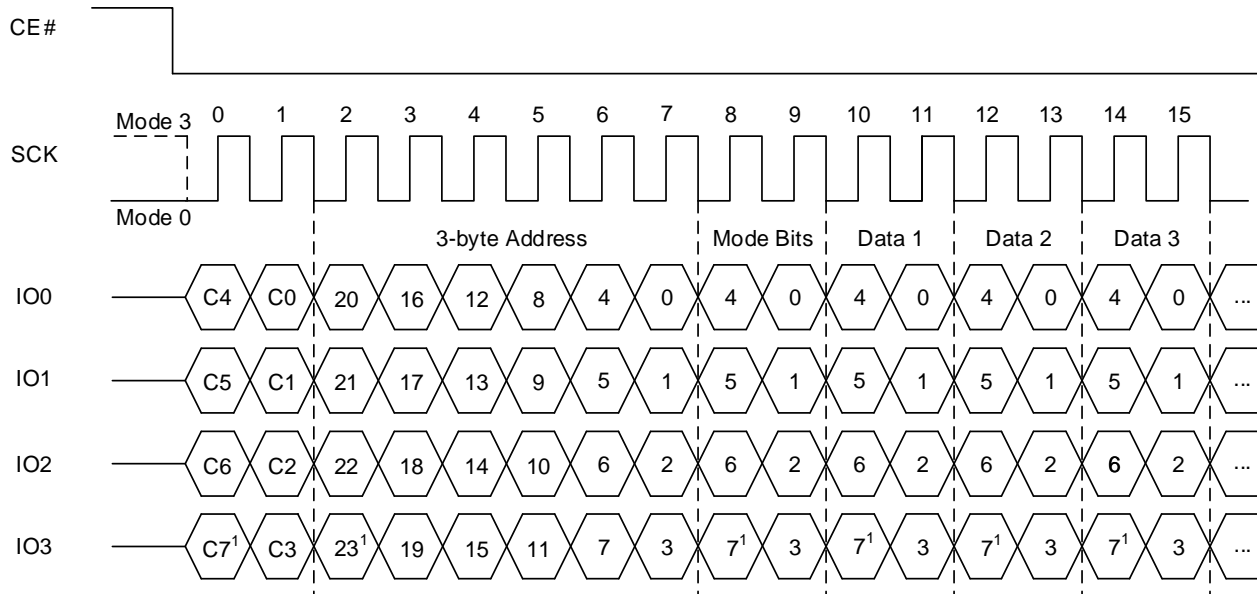 CE#
Mode 3 0 1 2 3 4 5 6 7 8 9 10 11 12 13 14 15
SCK
Mode 0
3-byte Address Mode Bits Data 1 Data 2 Data 3
IO0 C4 C0 20 16 12 8 4 0 4 0 4 0 4 0 4 0 ...
IO1 C5 C1 21 17 13 9 5 1 5 1 5 1 5 1 5 1 ...
IO2 C6 C2 22 18 14 10 6 2 6 2 6 2 6 2 6 2 ...
IO3 C7¹ C3 23¹ 19 15 11 7 3 7¹ 3 7¹ 3 7¹ 3 7¹ 3 ...